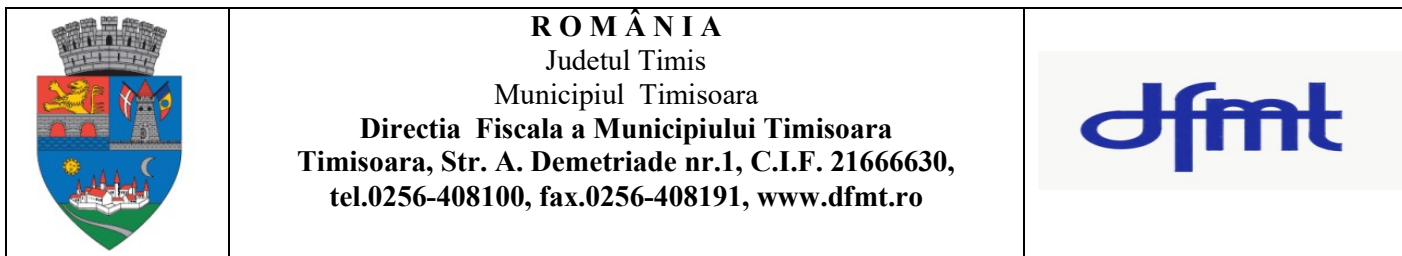 R O M Â N I A
Judetul Timis
Municipiul Timisoara
Directia Fiscala a Municipiului Timisoara
Timisoara, Str. A. Demetriade nr.1, C.I.F. 21666630,
tel.0256-408100, fax.0256-408191, www.dfmt.ro
dfmt